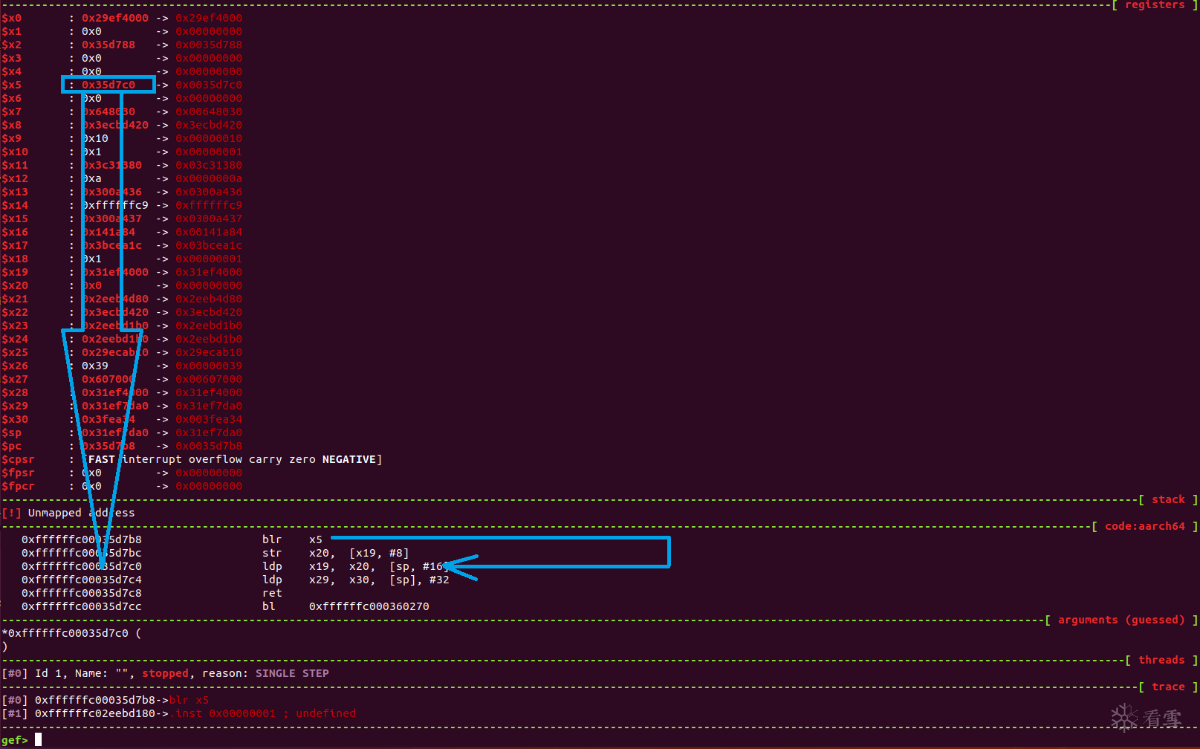 [ registers ]
$x0 : 0x29ef4000 -> 0x29ef4000
$x1 : 0x0 -> 0x00000000
$x2 : 0x35d788 -> 0x0035d788
$x3 : 0x0 -> 0x00000000
$x4 : 0x0 -> 0x00000000
$x5 : 0x35d7c0 -> 0x0035d7c0
$x6 : 0x0 -> 0x00000000
$x7 : 0x648030 -> 0x00648030
$x8 : 0x3ecbd420 -> 0x3ecbd420
$x9 : 0x10 -> 0x00000010
$x10 : 0x1 -> 0x00000001
$x11 : 0x3c31380 -> 0x03c31380
$x12 : 0xa -> 0x0000000a
$x13 : 0x300a436 -> 0x0300a436
$x14 : 0xffffffc9 -> 0xffffffc9
$x15 : 0x300a437 -> 0x0300a437
$x16 : 0x141a84 -> 0x00141a84
$x17 : 0x3bcea1c -> 0x03bcea1c
$x18 : 0x1 -> 0x00000001
$x19 : 0x31ef4000 -> 0x31ef4000
$x20 : 0x0 -> 0x00000000
$x21 : 0x2eeb4d80 -> 0x2eeb4d80
$x22 : 0x3ecbd420 -> 0x3ecbd420
$x23 : 0x2eebd1b0 -> 0x2eebd1b0
$x24 : 0x2eebd1b0 -> 0x2eebd1b0
$x25 : 0x29ecab10 -> 0x29ecab10
$x26 : 0x39 -> 0x00000039
$x27 : 0x607000 -> 0x00607000
$x28 : 0x31ef4000 -> 0x31ef4000
$x29 : 0x31ef7da0 -> 0x31ef7da0
$x30 : 0x3fea34 -> 0x003fea34
$sp : 0x31ef7da0 -> 0x31ef7da0
$pc : 0x35d7b8 -> 0x0035d7b8
$cpsr : [FAST interrupt overflow carry zero NEGATIVE]
$fpsr : 0x0 -> 0x00000000
$fpcr : 0x0 -> 0x00000000
[ stack ]
[!] Unmapped address
[ code:aarch64 ]
0xffffffc00035d7b8 blr x5
0xffffffc00035d7bc str x20, [x19, #8]
0xffffffc00035d7c0 ldp x19, x20, [sp, #16]
0xffffffc00035d7c4 ldp x29, x30, [sp], #32
0xffffffc00035d7c8 ret
0xffffffc00035d7cc bl 0xffffffc000360270
[ arguments (guessed) ]
*0xffffffc00035d7c0 (
)
[ threads ]
[#0] Id 1, Name: "", stopped, reason: SINGLE STEP
[ trace ]
[#0] 0xffffffc00035d7b8->blr x5
[#1] 0xffffffc02eebd180->.inst 0x00000001 ; undefined
看雪
gef>